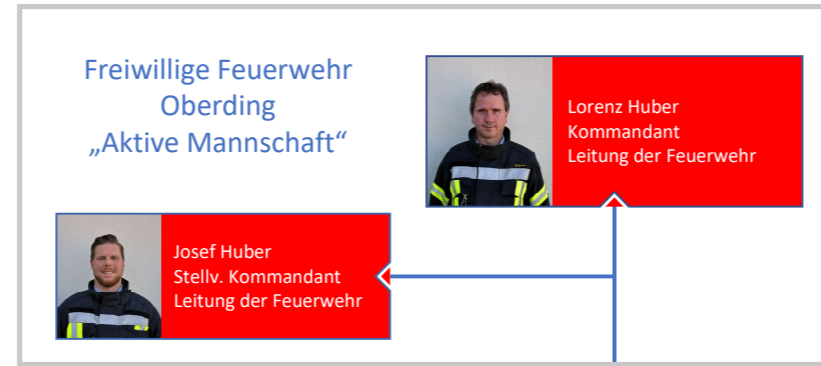 Freiwillige Feuerwehr
Oberding
„Aktive Mannschaft“
Lorenz Huber
Kommandant
Leitung der Feuerwehr
Josef Huber
Stellv. Kommandant
Leitung der Feuerwehr